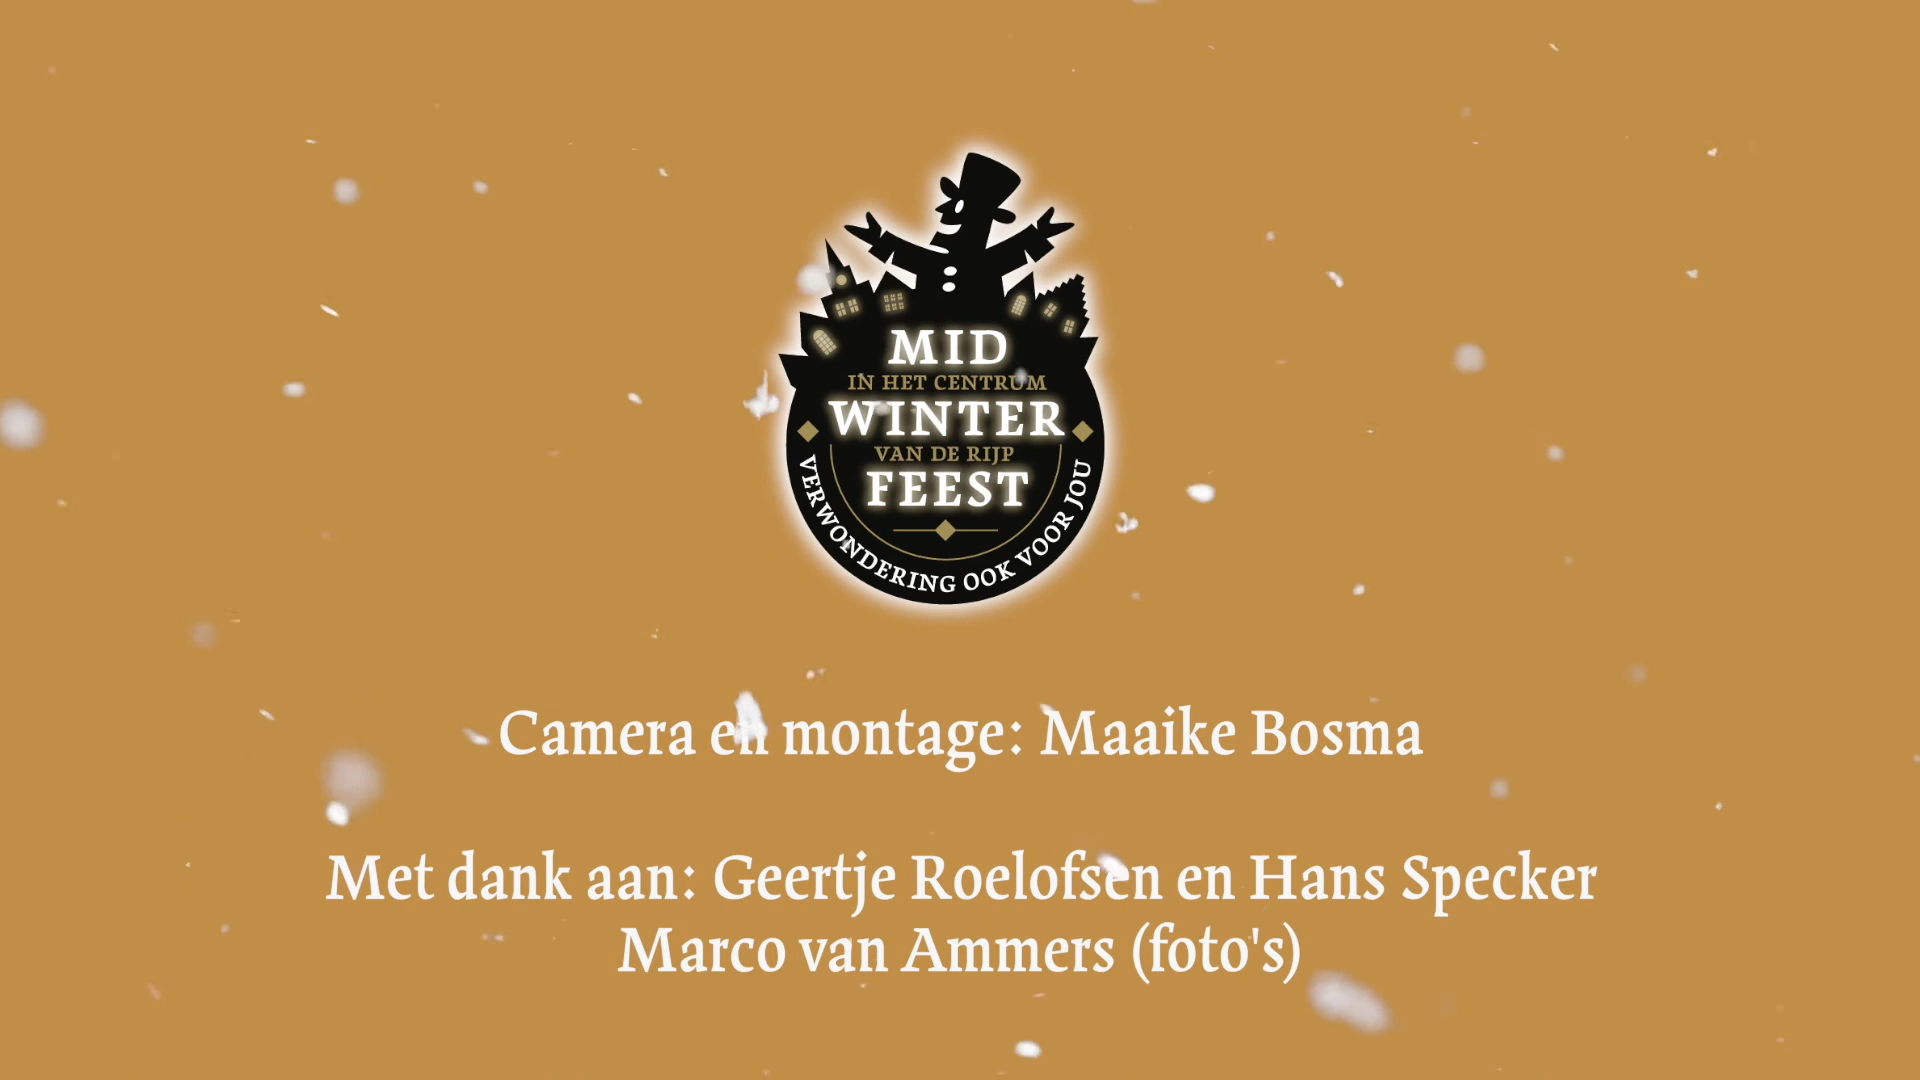 MID
IN HET CENTRUM
WINTER
VAN DE RIJP
FEEST
VERWONDERING OOK VOOR JOU
Camera en montage: Maaike Bosma
Met dank aan: Geertje Roelofsen en Hans Specker
Marco van Ammers (foto's)